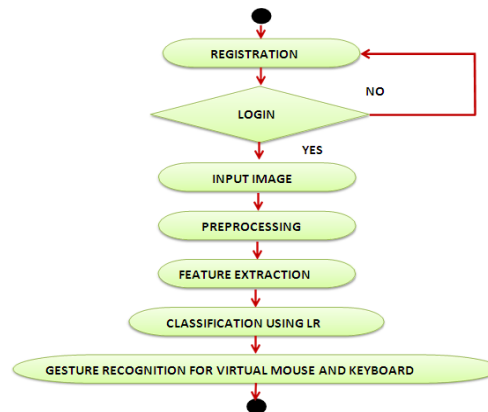 REGISTRATION
NO
LOGIN
YES
INPUT IMAGE
PREPROCESSING
FEATURE EXTRACTION
CLASSIFICATION USING LR
GESTURE RECOGNITION FOR VIRTUAL MOUSE AND KEYBOARD